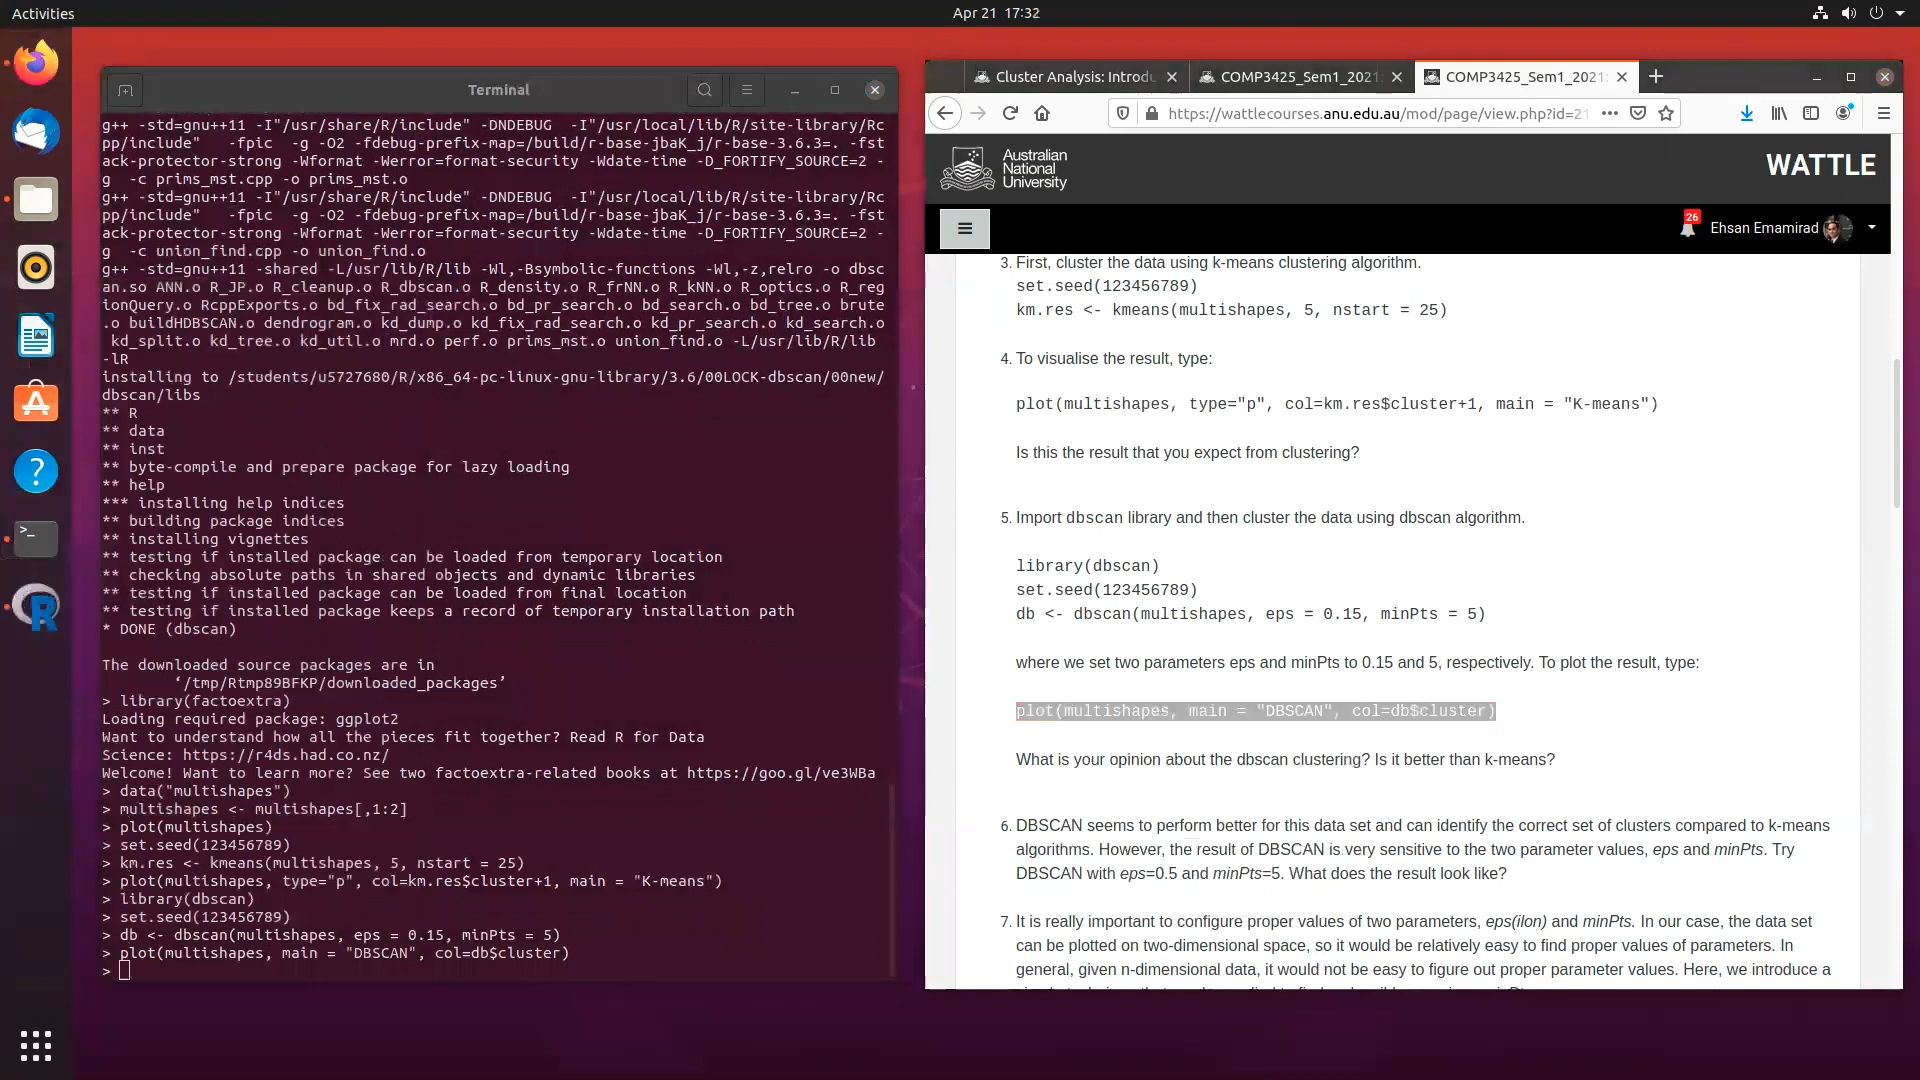 Activities
Apr 21 17:32
Terminal
g++ -std=gnu++11 -I"/usr/share/R/include" -DNDEBUG -I"/usr/local/lib/R/site-library/Rc
pp/include" -fpic -g -O2 -fdebug-prefix-map=/build/r-base-jbaK_j/r-base-3.6.3=. -fst
ack-protector-strong -Wformat -Werror=format-security -Wdate-time -D_FORTIFY_SOURCE=2 -
g -c prims_mst.cpp -o prims_mst.o
g++ -std=gnu++11 -I"/usr/share/R/include" -DNDEBUG -I"/usr/local/lib/R/site-library/Rc
pp/include" -fpic -g -O2 -fdebug-prefix-map=/build/r-base-jbaK_j/r-base-3.6.3=. -fst
ack-protector-strong -Wformat -Werror=format-security -Wdate-time -D_FORTIFY_SOURCE=2 -
g -c union_find.cpp -o union_find.o
g++ -std=gnu++11 -shared -L/usr/lib/R/lib -Wl,-Bsymbolic-functions -Wl,-z,relro -o dbsc
an.so ANN.o R_JP.o R_cleanup.o R_dbscan.o R_density.o R_frNN.o R_kNN.o R_optics.o R_reg
ionQuery.o RcppExports.o bd_fix_rad_search.o bd_pr_search.o bd_search.o bd_tree.o brute
.o buildHDBSCAN.o dendrogram.o kd_dump.o kd_fix_rad_search.o kd_pr_search.o kd_search.o
kd_split.o kd_tree.o kd_util.o mrd.o perf.o prims_mst.o union_find.o -L/usr/lib/R/lib
-lR
installing to /students/u5727680/R/x86_64-pc-linux-gnu-library/3.6/00LOCK-dbscan/00new/
dbscan/libs
** R
** data
** inst
** byte-compile and prepare package for lazy loading
** help
*** installing help indices
** building package indices
** installing vignettes
** testing if installed package can be loaded from temporary location
** checking absolute paths in shared objects and dynamic libraries
** testing if installed package can be loaded from final location
** testing if installed package keeps a record of temporary installation path
* DONE (dbscan)
The downloaded source packages are in
‘/tmp/Rtmp89BFKP/downloaded_packages’
> library(factoextra)
Loading required package: ggplot2
Want to understand how all the pieces fit together? Read R for Data
Science: https://r4ds.had.co.nz/
Welcome! Want to learn more? See two factoextra-related books at https://goo.gl/ve3WBa
> data("multishapes")
> multishapes <- multishapes[,1:2]
> plot(multishapes)
> set.seed(123456789)
> km.res <- kmeans(multishapes, 5, nstart = 25)
> plot(multishapes, type="p", col=km.res$cluster+1, main = "K-means")
> library(dbscan)
> set.seed(123456789)
> db <- dbscan(multishapes, eps = 0.15, minPts = 5)
> plot(multishapes, main = "DBSCAN", col=db$cluster)
>
Cluster Analysis: Introdu
COMP3425_Sem1_2021
COMP3425_Sem1_2021:
https://wattlecourses.anu.edu.au/mod/page/view.php?id=21
Australian
National
University
WATTLE
26
Ehsan Emamirad
3. First, cluster the data using k-means clustering algorithm.
set.seed(123456789)
km.res <- kmeans(multishapes, 5, nstart = 25)
4. To visualise the result, type:
plot(multishapes, type="p", col=km.res$cluster+1, main = "K-means")
Is this the result that you expect from clustering?
5. Import dbscan library and then cluster the data using dbscan algorithm.
library(dbscan)
set.seed(123456789)
db <- dbscan(multishapes, eps = 0.15, minPts = 5)
where we set two parameters eps and minPts to 0.15 and 5, respectively. To plot the result, type:
plot(multishapes, main = "DBSCAN", col=db$cluster)
What is your opinion about the dbscan clustering? Is it better than k-means?
6. DBSCAN seems to perform better for this data set and can identify the correct set of clusters compared to k-means
algorithms. However, the result of DBSCAN is very sensitive to the two parameter values, eps and minPts. Try
DBSCAN with eps=0.5 and minPts=5. What does the result look like?
7. It is really important to configure proper values of two parameters, eps(ilon) and minPts. In our case, the data set
can be plotted on two-dimensional space, so it would be relatively easy to find proper values of parameters. In
general, given n-dimensional data, it would not be easy to figure out proper parameter values. Here, we introduce a